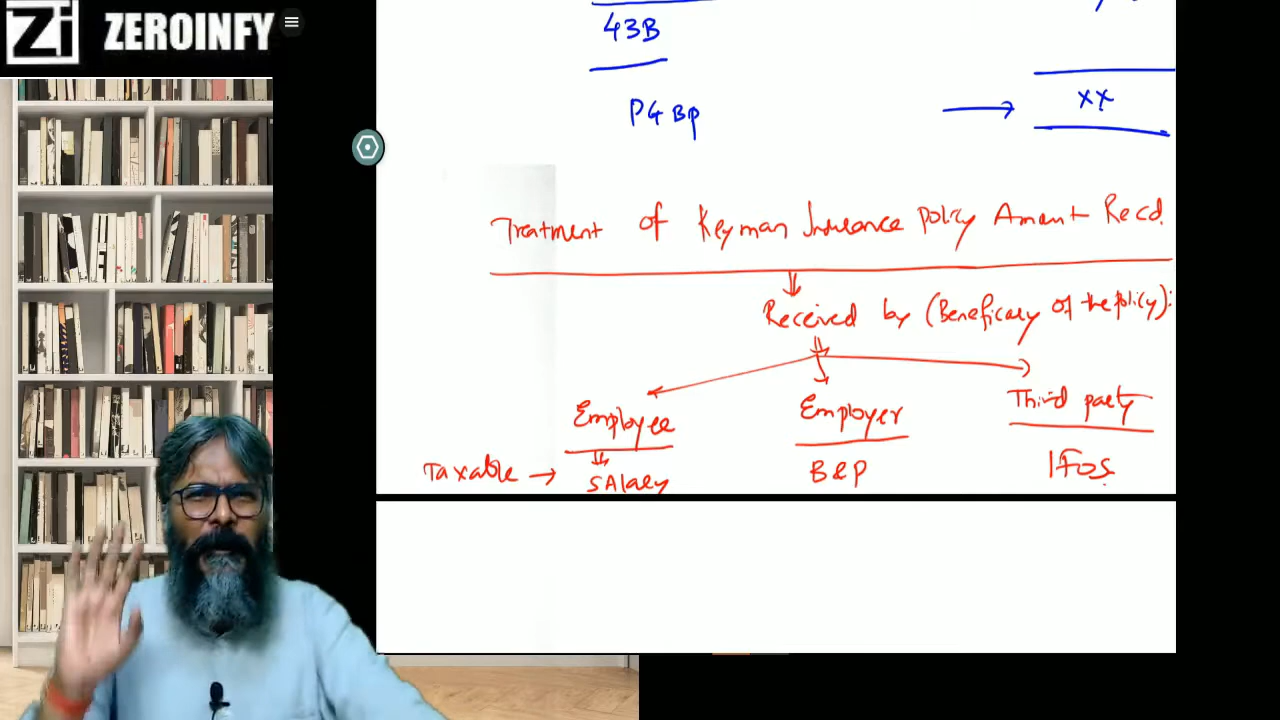 Zi ZEROINFY
43B
PGBP
xx
Treatment of Keyman Insurance policy Amount Recd.
Received by (Beneficary of the policy):
Employee Employer Third party
Taxable → SAlary B&P IFOS